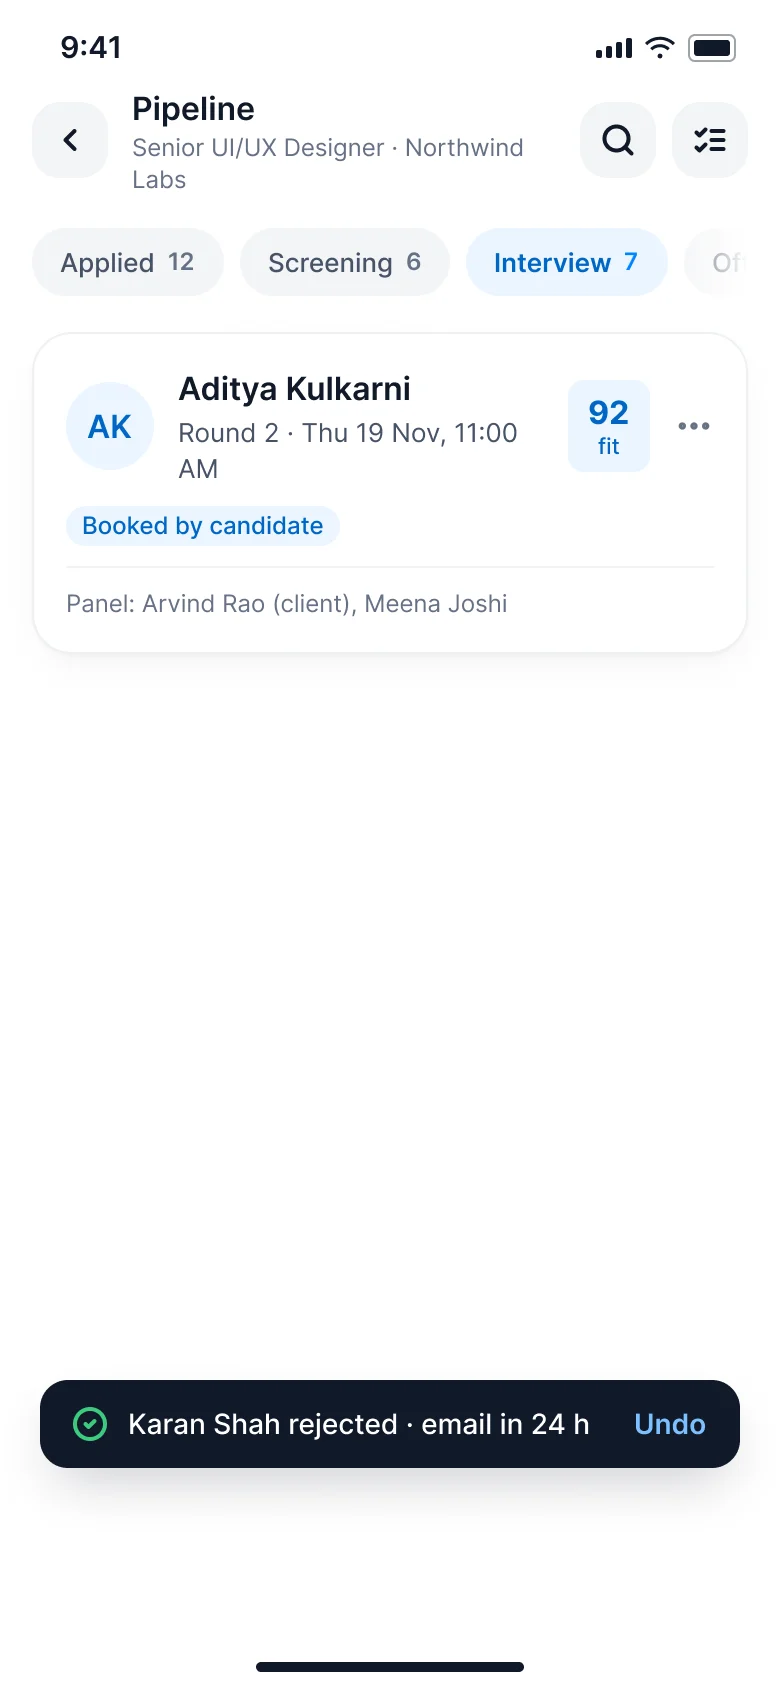 9:41
Pipeline
Senior UI/UX Designer · Northwind
Labs
Applied 12
Screening 6
Interview 7
Aditya Kulkarni
AK
Round 2 · Thu 19 Nov, 11:00
AM
92
fit
Booked by candidate
Panel: Arvind Rao (client), Meena Joshi
Karan Shah rejected · email in 24 h
Undo